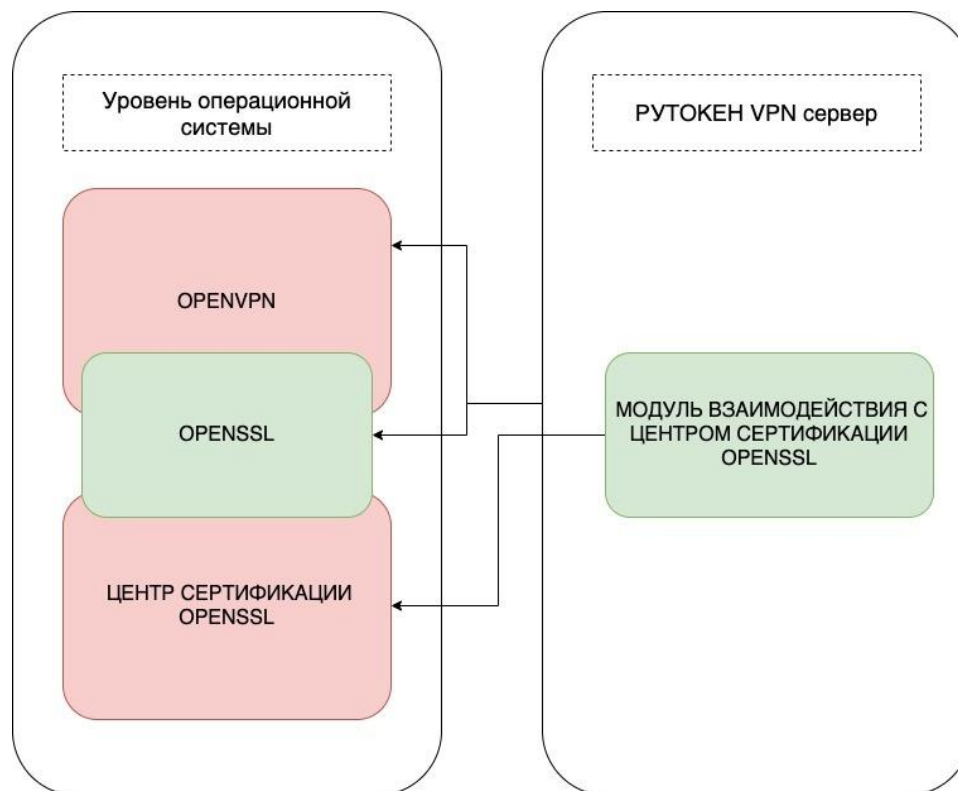 Уровень операционной
системы
OPENVPN
OPENSSL
ЦЕНТР СЕРТИФИКАЦИИ
OPENSSL
РУТОКЕН VPN сервер
МОДУЛЬ ВЗАИМОДЕЙСТВИЯ С
ЦЕНТРОМ СЕРТИФИКАЦИИ
OPENSSL